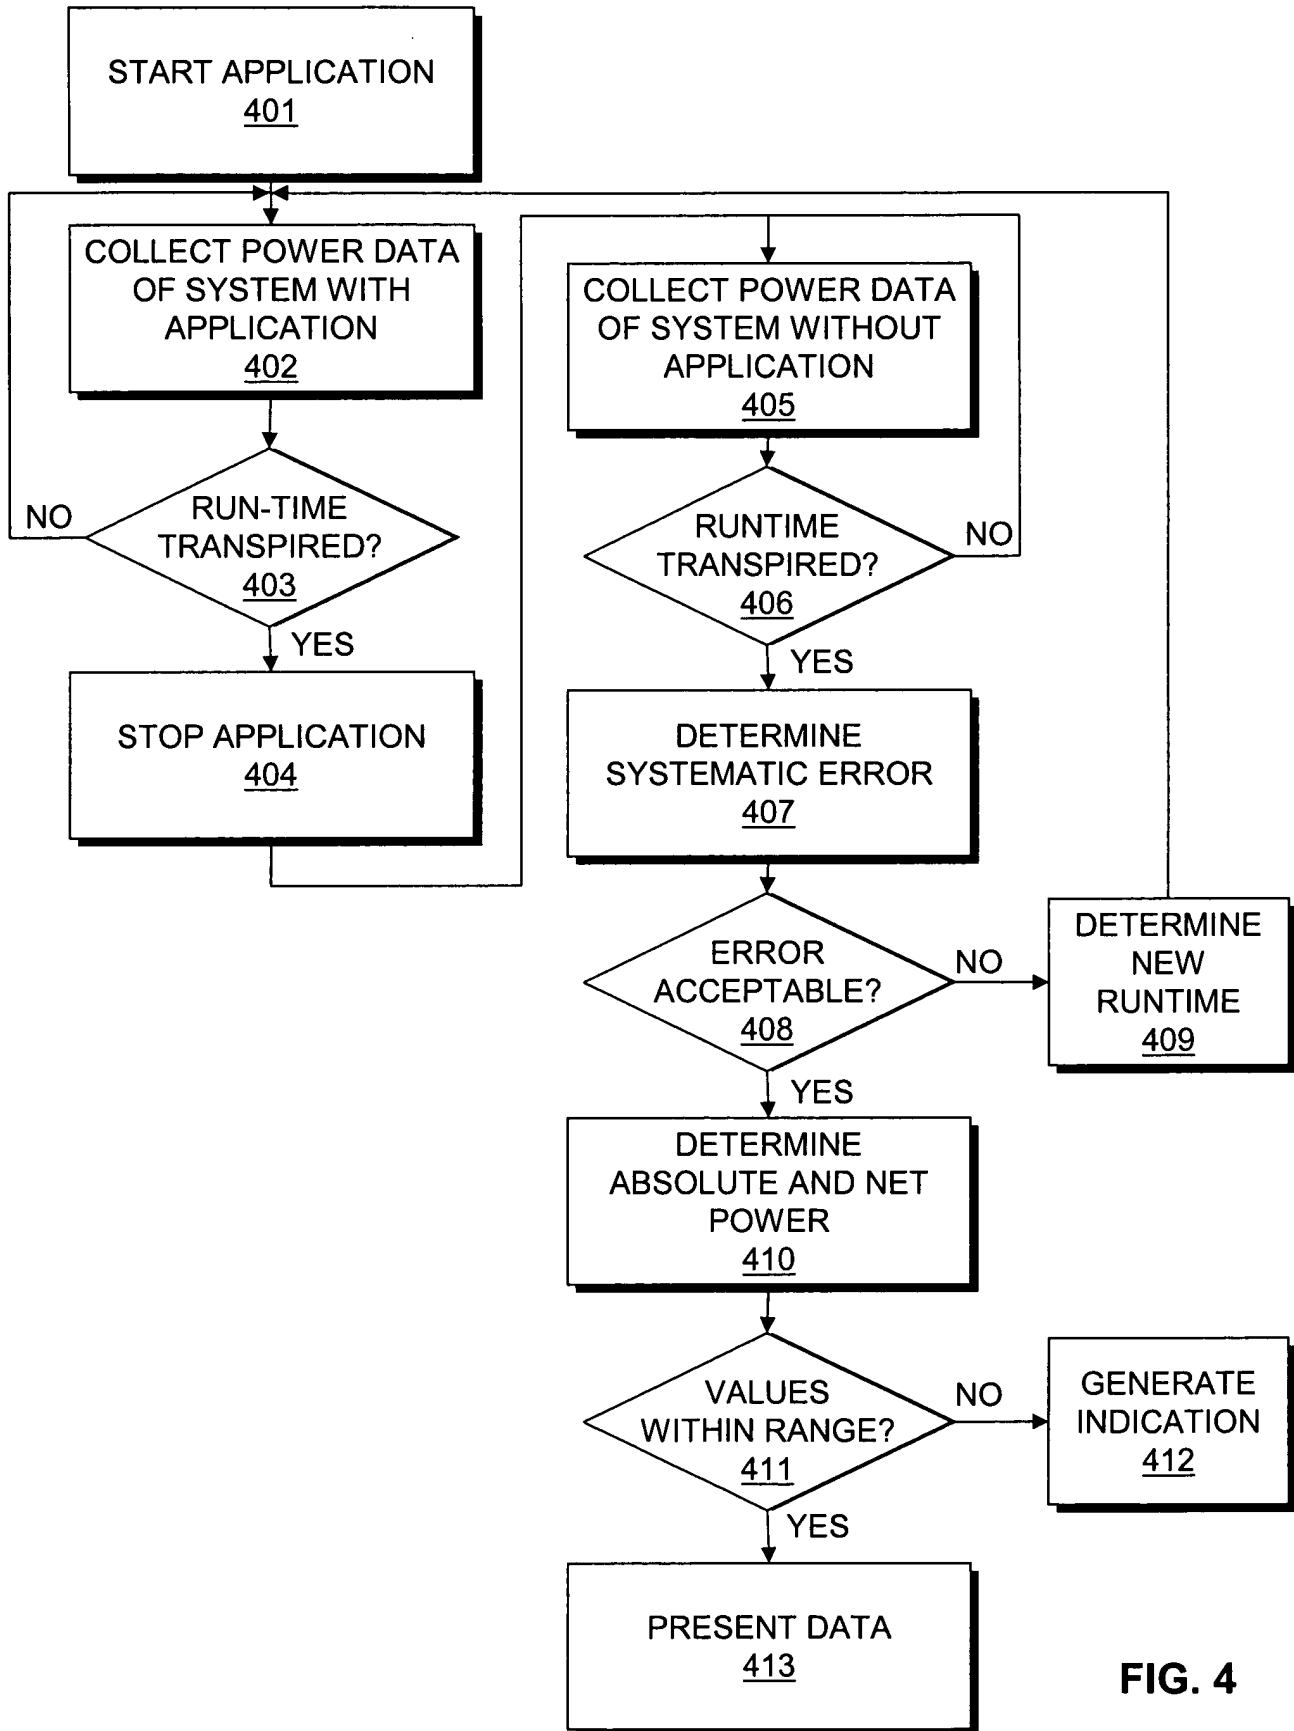 START APPLICATION
401
COLLECT POWER DATA
OF SYSTEM WITH
APPLICATION
402
RUN-TIME
TRANSPIRED?
403
NO
YES
STOP APPLICATION
404
COLLECT POWER DATA
OF SYSTEM WITHOUT
APPLICATION
405
RUNTIME
TRANSPIRED?
406
NO
YES
DETERMINE
SYSTEMATIC ERROR
407
ERROR
ACCEPTABLE?
408
NO
DETERMINE
NEW
RUNTIME
409
YES
DETERMINE
ABSOLUTE AND NET
POWER
410
VALUES
WITHIN RANGE?
411
NO
GENERATE
INDICATION
412
YES
PRESENT DATA
413
FIG. 4